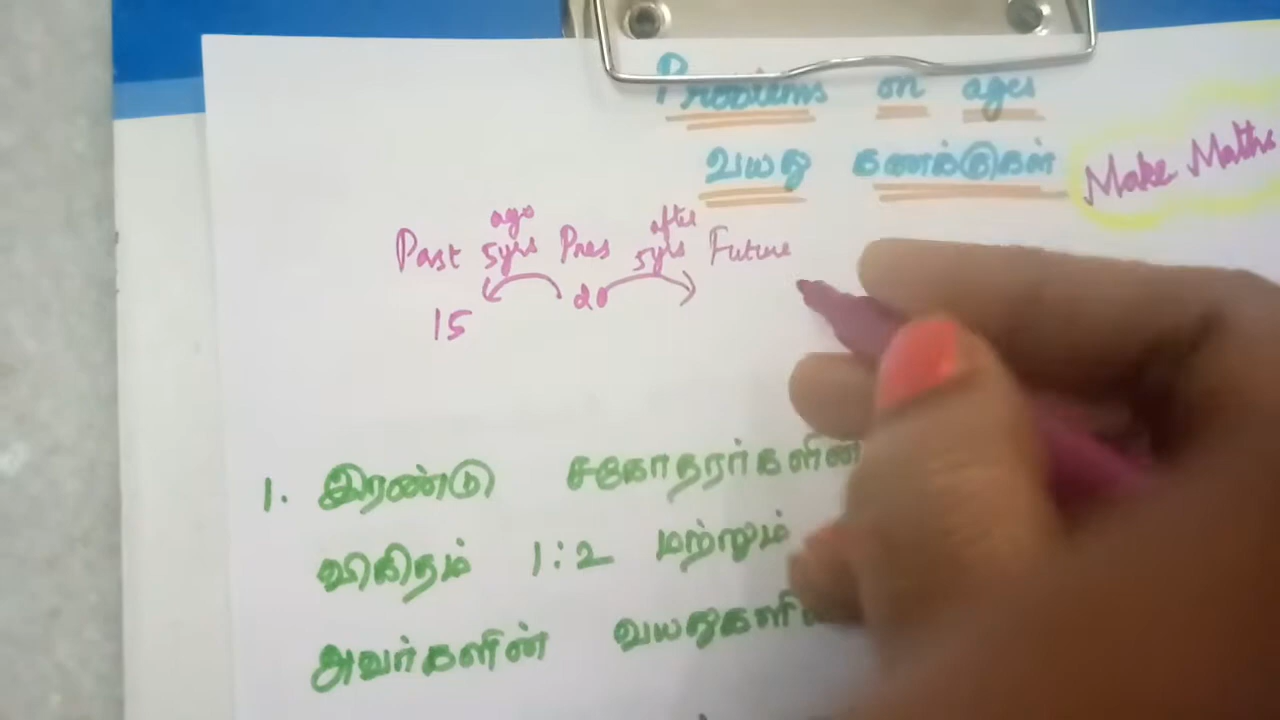 Problems on ages
வயது கணக்குகள்
Make Maths
ago after
Past 5yrs Pres 5yrs Future
15 20
1. இரண்டு சகோதரர்களின்
விகிதம் 1:2 மற்றும்
அவர்களின் வயதுகளின்